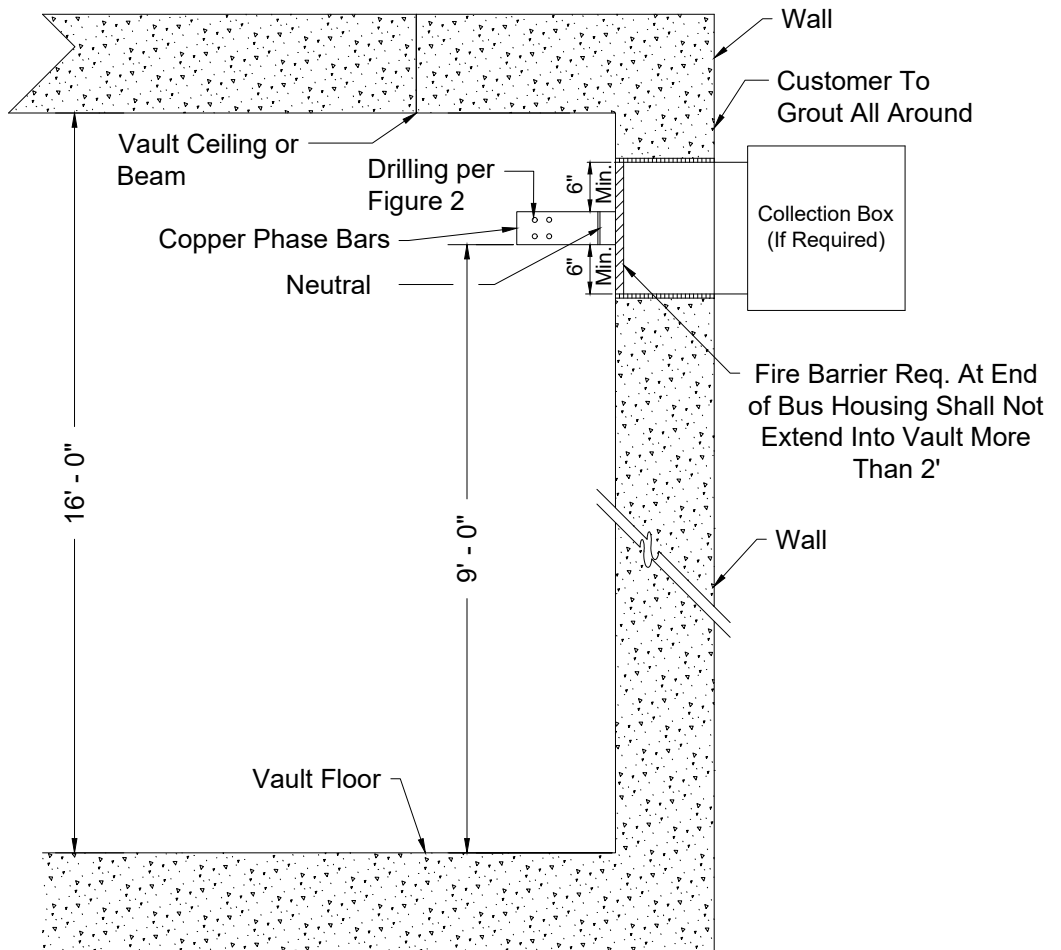 Wall
Customer To
Grout All Around
Vault Ceiling or
Beam
Drilling per
Figure 2
6"
Min.
Copper Phase Bars
Collection Box
(If Required)
6"
Min.
Neutral
Fire Barrier Req. At End
of Bus Housing Shall Not
Extend Into Vault More
Than 2'
16' - 0"
9' - 0"
Wall
Vault Floor